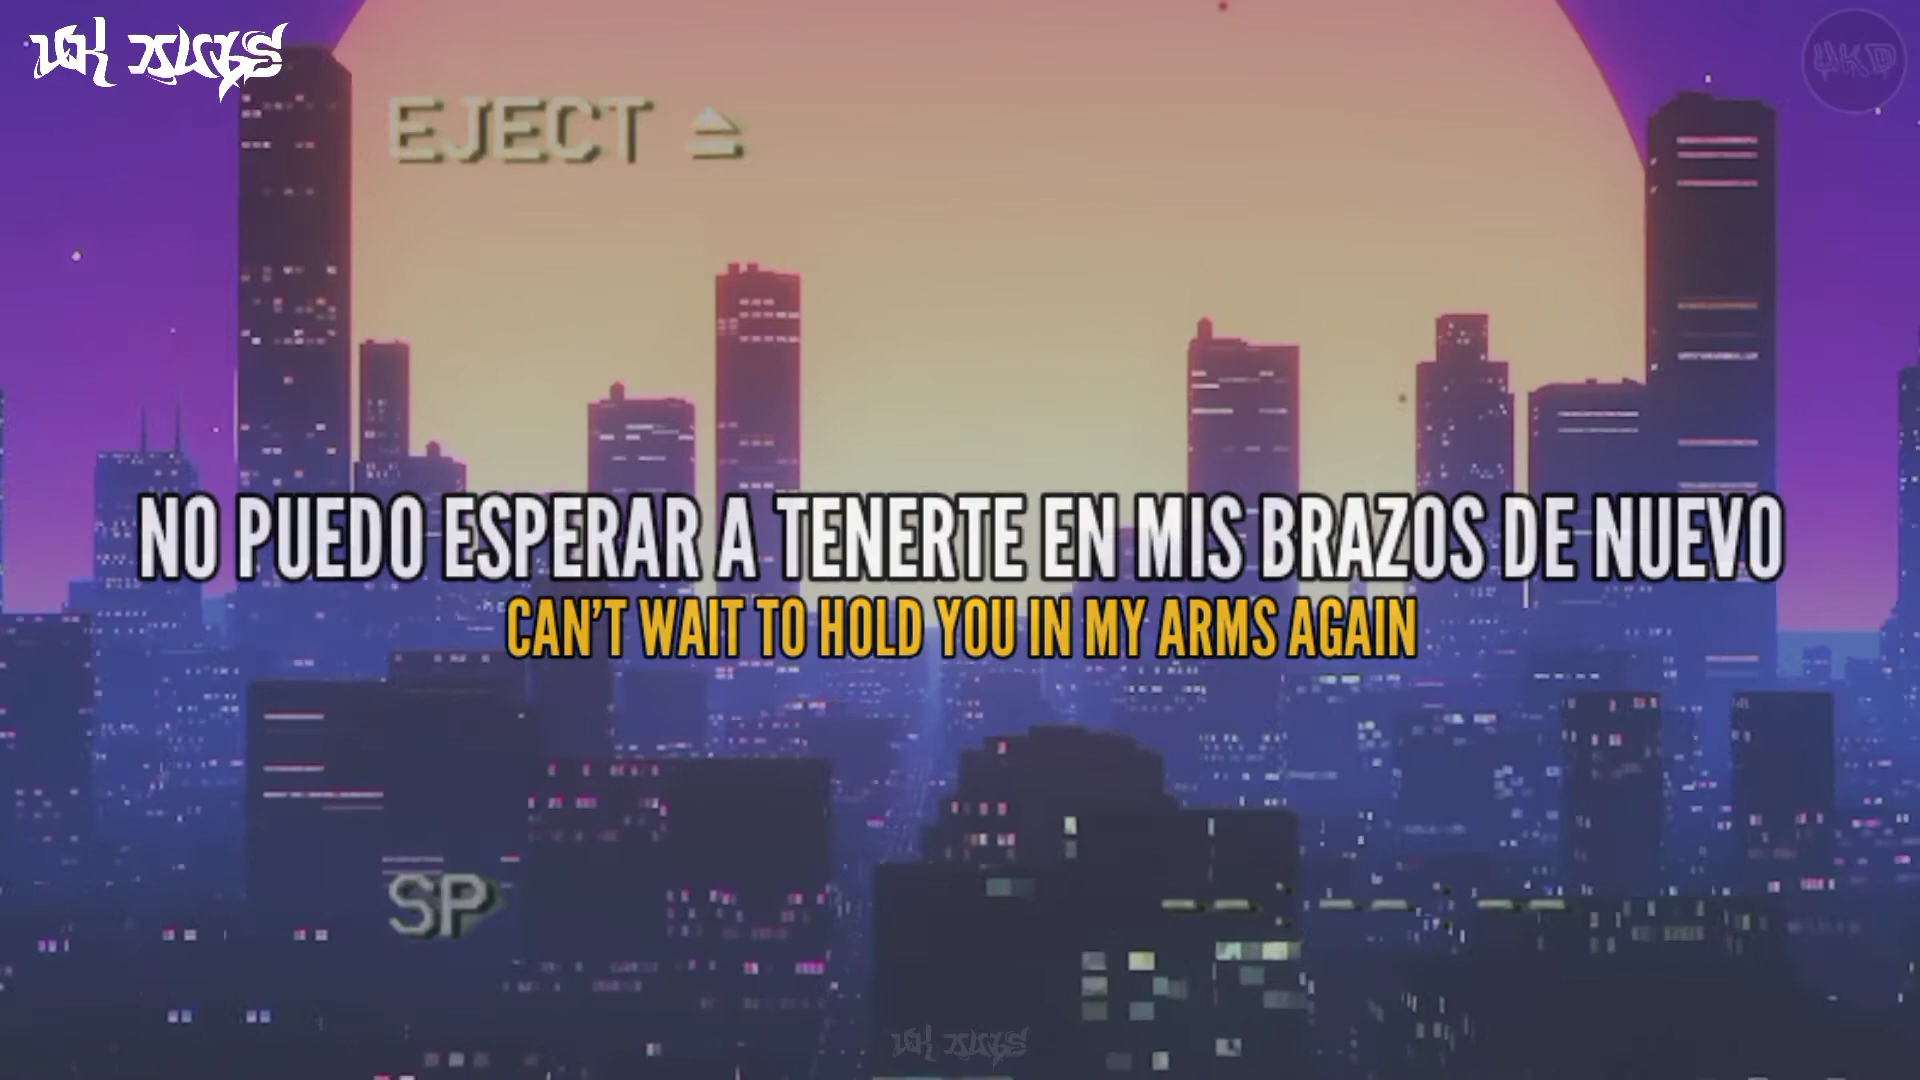 EJECT ⏏
UKD
NO PUEDO ESPERAR A TENERTE EN MIS BRAZOS DE NUEVO
CAN'T WAIT TO HOLD YOU IN MY ARMS AGAIN
SP